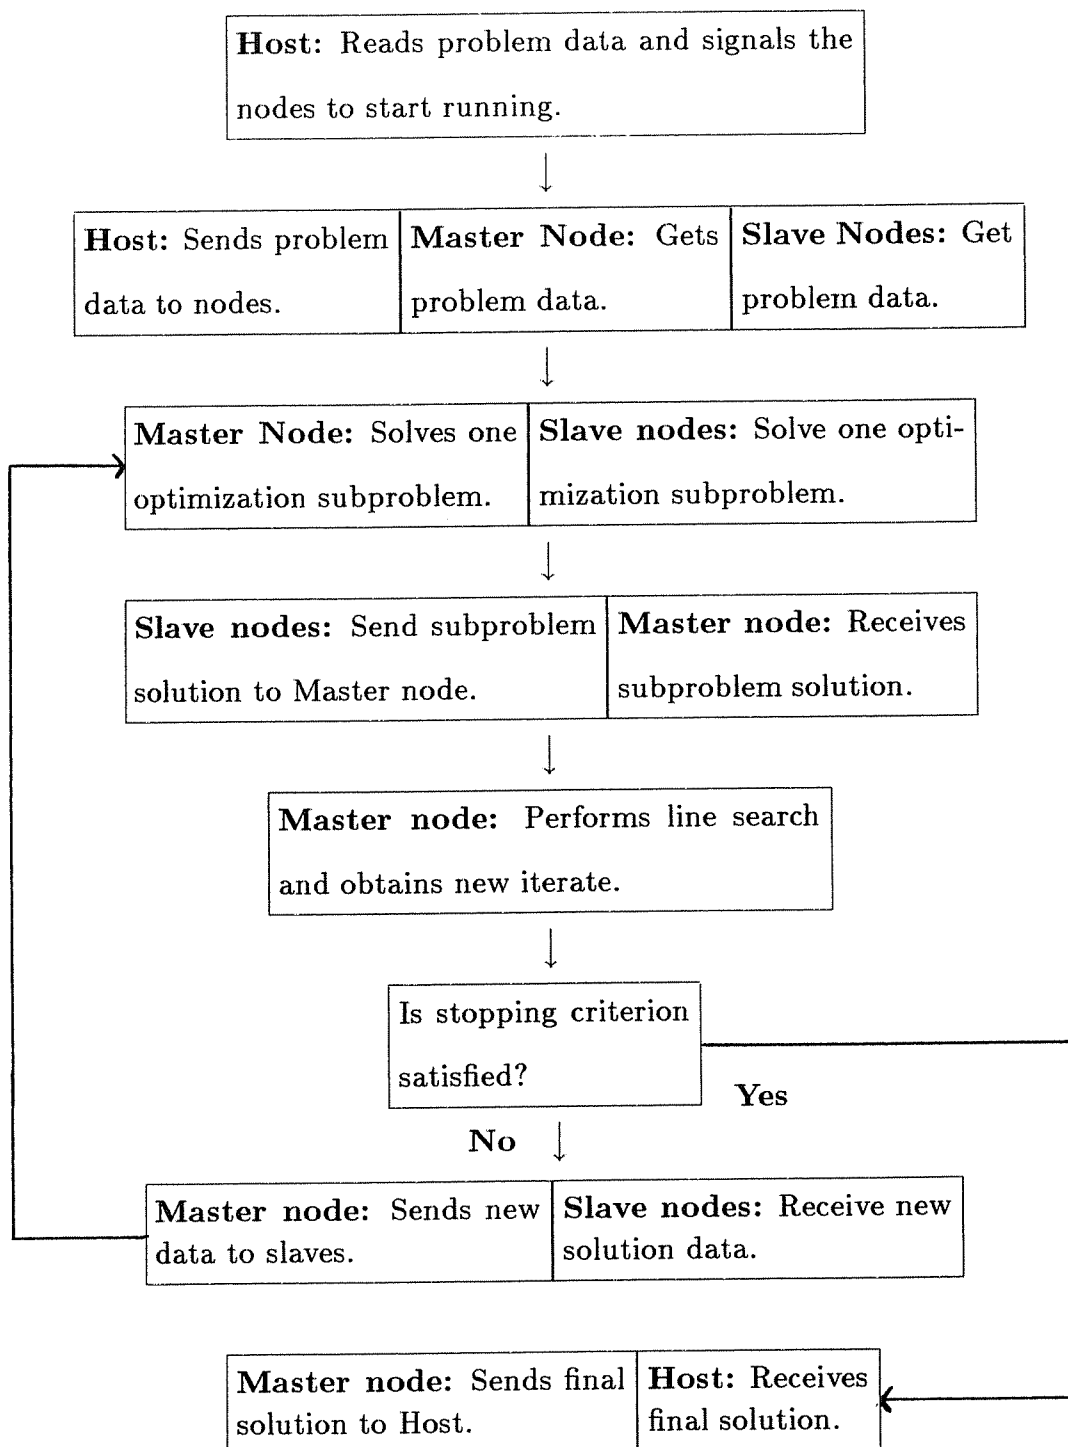 Host: Reads problem data and signals the
nodes to start running.
Host: Sends problem
data to nodes.
Master Node: Gets
problem data.
Slave Nodes: Get
problem data.
Master Node: Solves one
optimization subproblem.
Slave nodes: Solve one opti-
mization subproblem.
Slave nodes: Send subproblem
solution to Master node.
Master node: Receives
subproblem solution.
Master node: Performs line search
and obtains new iterate.
Is stopping criterion
satisfied?
Yes
No
Master node: Sends new
data to slaves.
Slave nodes: Receive new
solution data.
Master node: Sends final
solution to Host.
Host: Receives
final solution.